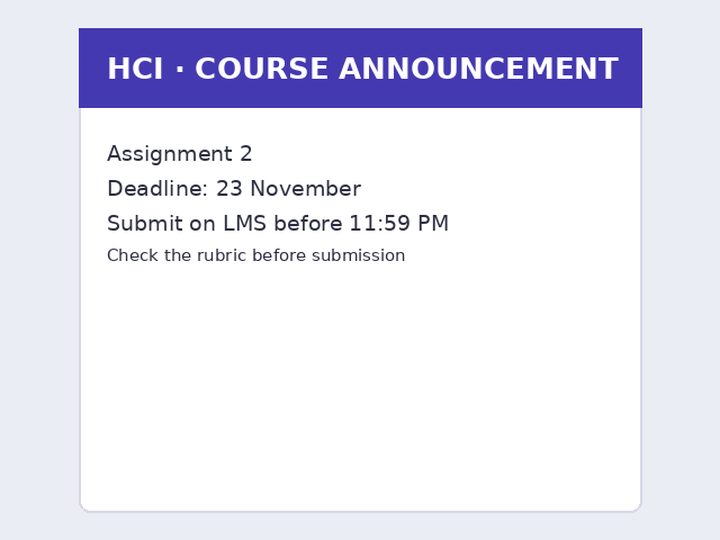 HCI · COURSE ANNOUNCEMENT
Assignment 2
Deadline: 23 November
Submit on LMS before 11:59 PM
Check the rubric before submission